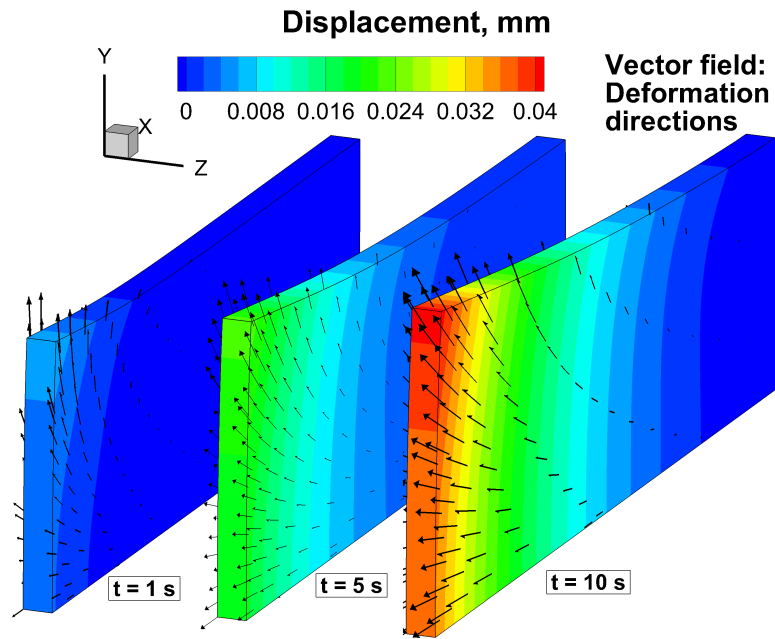 Displacement, mm
0 0.008 0.016 0.024 0.032 0.04
Vector field:
Deformation
directions
Y
X
Z
t = 1 s
t = 5 s
t = 10 s